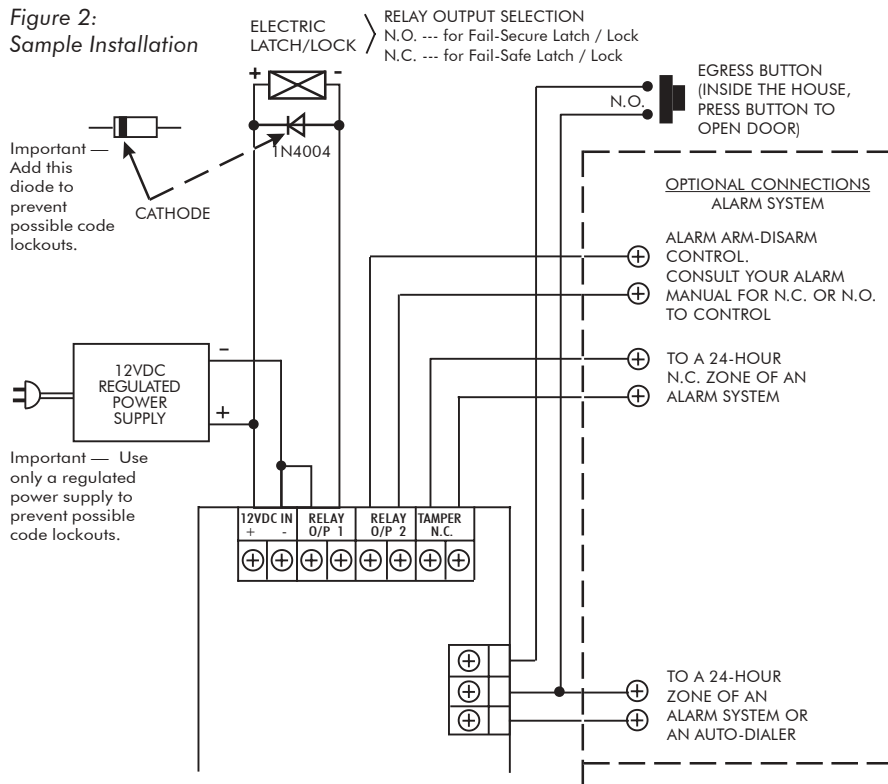 Figure 2:
Sample Installation
ELECTRIC
LATCH/LOCK
RELAY OUTPUT SELECTION
N.O. --- for Fail-Secure Latch / Lock
N.C. --- for Fail-Safe Latch / Lock
+ -
1N4004
Important —
Add this
diode to
prevent
possible code
lockouts.
CATHODE
N.O.
EGRESS BUTTON
(INSIDE THE HOUSE,
PRESS BUTTON TO
OPEN DOOR)
OPTIONAL CONNECTIONS
ALARM SYSTEM
ALARM ARM-DISARM
CONTROL.
CONSULT YOUR ALARM
MANUAL FOR N.C. OR N.O.
TO CONTROL
TO A 24-HOUR
N.C. ZONE OF AN
ALARM SYSTEM
12VDC
REGULATED
POWER
SUPPLY
-
+
Important — Use
only a regulated
power supply to
prevent possible
code lockouts.
12VDC IN
+ -
RELAY
O/P 1
RELAY
O/P 2
TAMPER
N.C.
TO A 24-HOUR
ZONE OF AN
ALARM SYSTEM OR
AN AUTO-DIALER